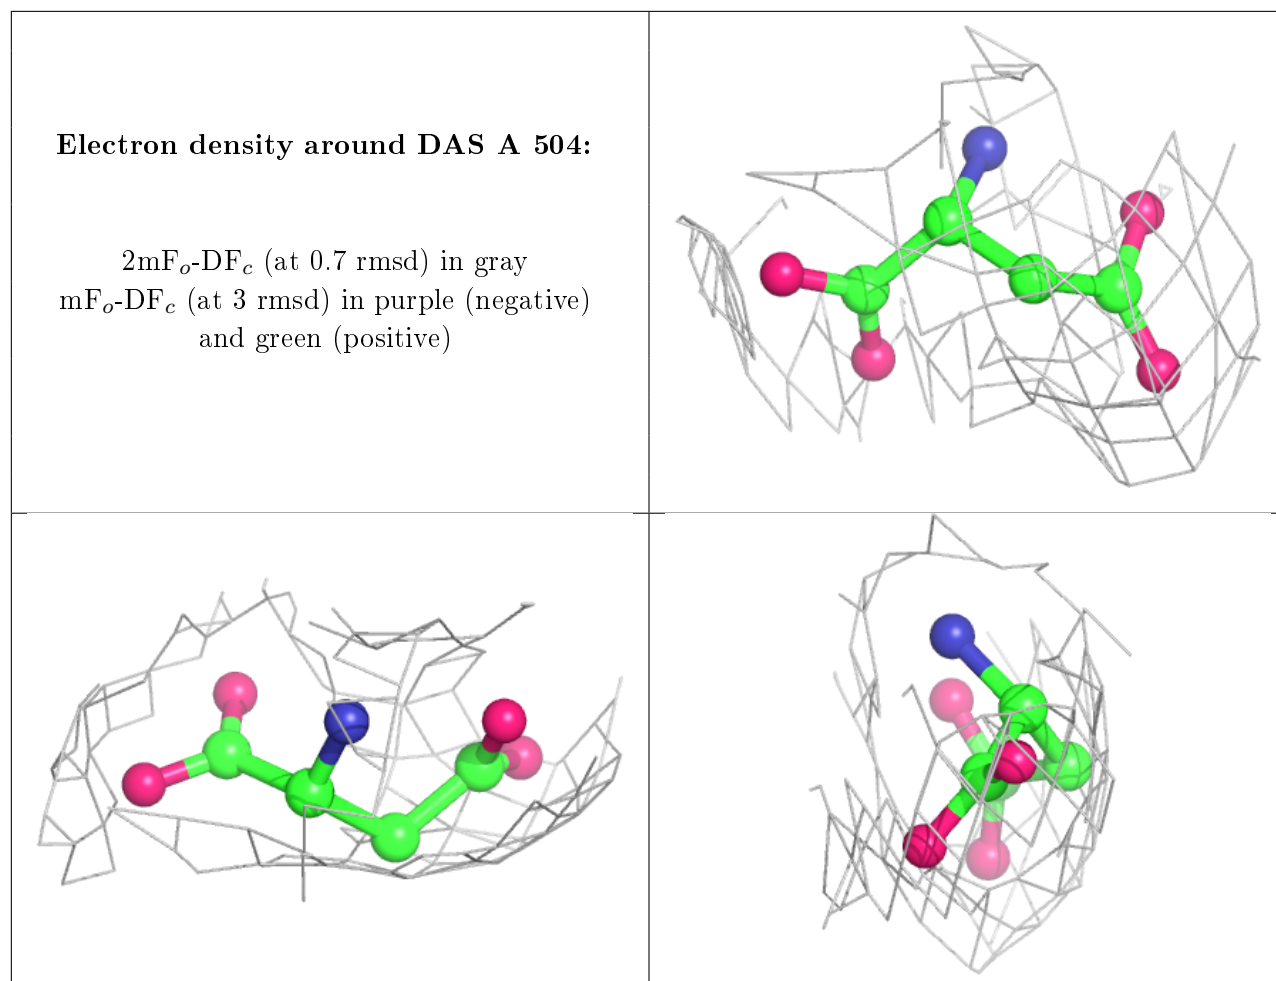 Electron density around DAS A 504:
2mFo-DFc (at 0.7 rmsd) in gray
mFo-DFc (at 3 rmsd) in purple (negative)
and green (positive)